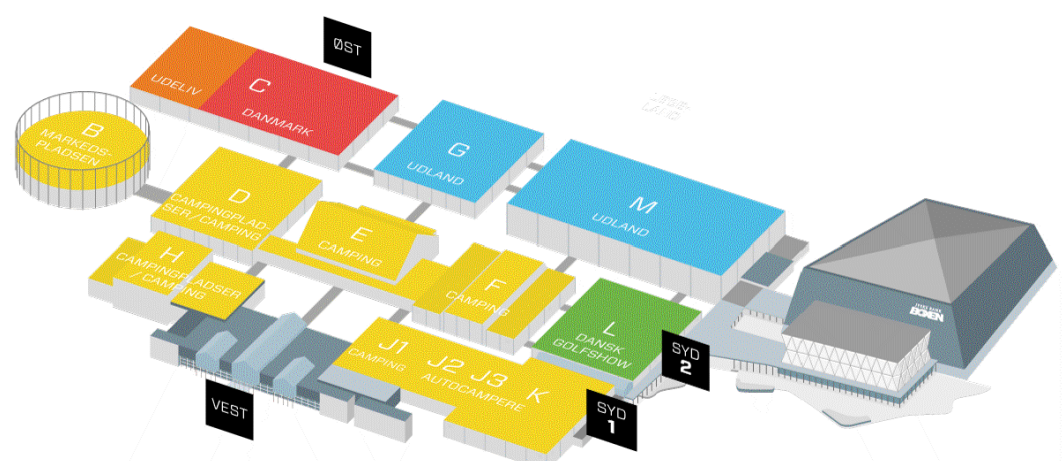 ØST
UDELIV
C
DANMARK
B
MARKEDS-
PLADSEN
G
UDLAND
D
CAMPINGPLAD-
SER / CAMPING
E
CAMPING
M
UDLAND
H
CAMPINGPLADSER
/ CAMPING
F
CAMPING
L
DANSK
GOLFSHOW
J1
CAMPING
J2 J3
AUTOCAMPERE
K
SYD
2
SYD
1
VEST
BOXEN